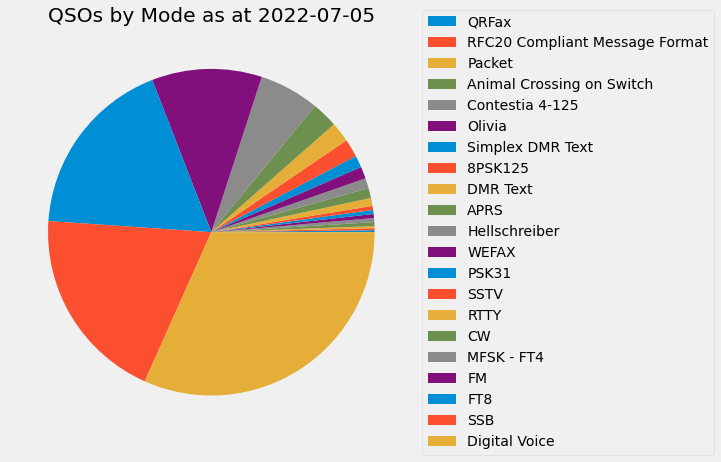 QSOs by Mode as at 2022-07-05
QRFax
RFC20 Compliant Message Format
Packet
Animal Crossing on Switch
Contestia 4-125
Olivia
Simplex DMR Text
8PSK125
DMR Text
APRS
Hellschreiber
WEFAX
PSK31
SSTV
RTTY
CW
MFSK - FT4
FM
FT8
SSB
Digital Voice